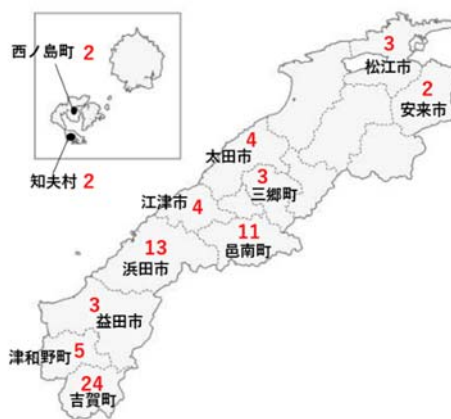 西ノ島町 2
知夫村 2
3
松江市
2
安来市
4
太田市
3
三郷町
江津市 4
11
邑南町
13
浜田市
3
益田市
津和野町 5
24
吉賀町